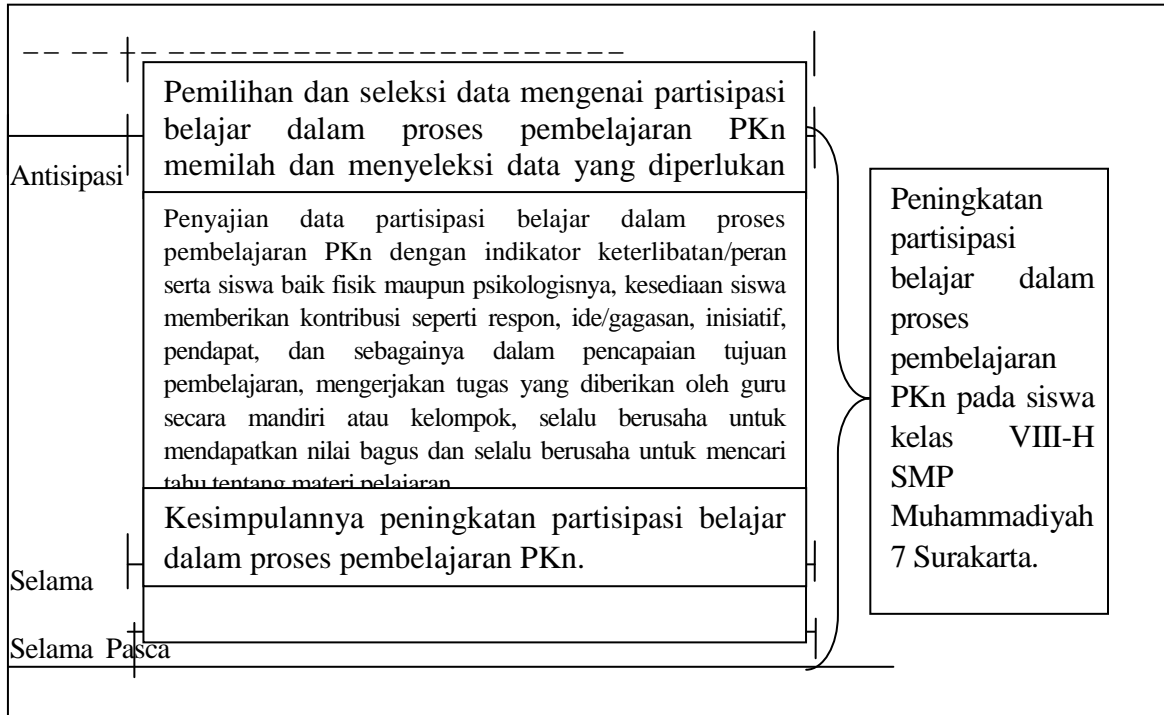 Pemilihan dan seleksi data mengenai partisipasi
belajar dalam proses pembelajaran PKn
memilah dan menyeleksi data yang diperlukan
Antisipasi
Penyajian data partisipasi belajar dalam proses
pembelajaran PKn dengan indikator keterlibatan/peran
serta siswa baik fisik maupun psikologisnya, kesediaan siswa
memberikan kontribusi seperti respon, ide/gagasan, inisiatif,
pendapat, dan sebagainya dalam pencapaian tujuan
pembelajaran, mengerjakan tugas yang diberikan oleh guru
secara mandiri atau kelompok, selalu berusaha untuk
mendapatkan nilai bagus dan selalu berusaha untuk mencari
tahu tentang materi pelajaran
Kesimpulannya peningkatan partisipasi belajar
dalam proses pembelajaran PKn.
Selama
Selama Pasca
Peningkatan
partisipasi
belajar dalam
proses
pembelajaran
PKn pada siswa
kelas VIII-H
SMP
Muhammadiyah
7 Surakarta.